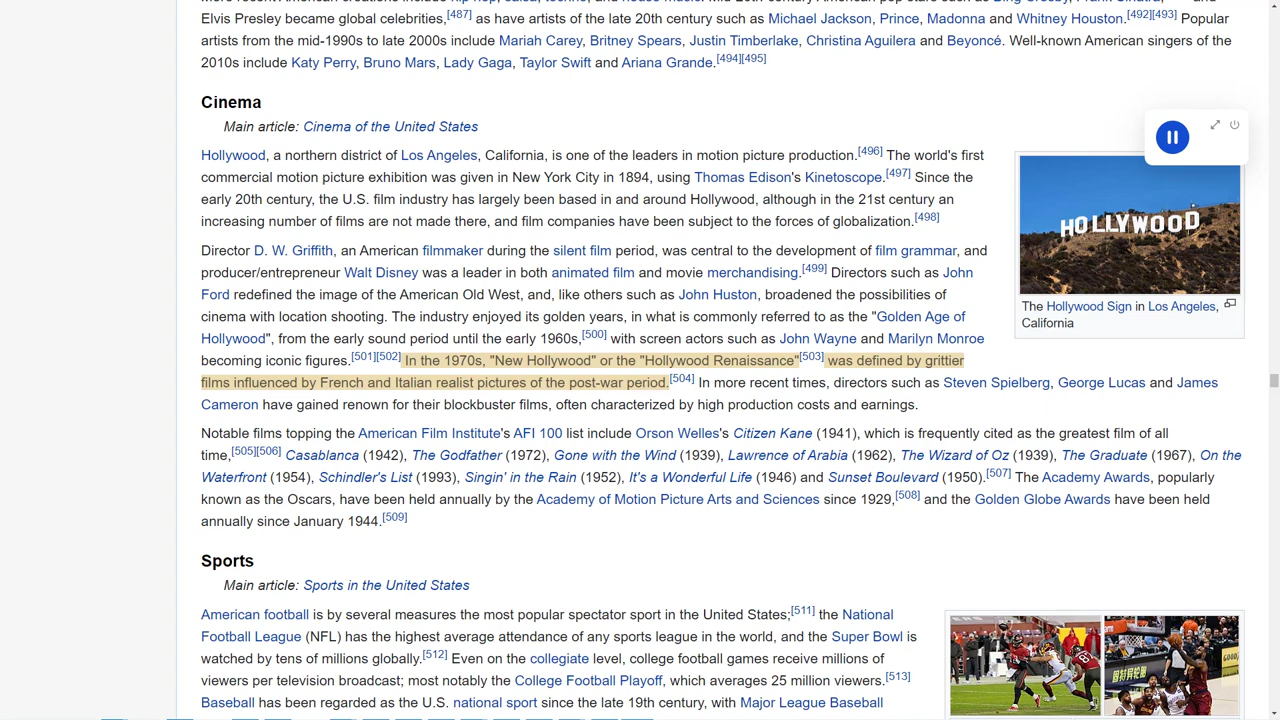 Elvis Presley became global celebrities,[487] as have artists of the late 20th century such as Michael Jackson, Prince, Madonna and Whitney Houston.[492][493] Popular
artists from the mid-1990s to late 2000s include Mariah Carey, Britney Spears, Justin Timberlake, Christina Aguilera and Beyoncé. Well-known American singers of the
2010s include Katy Perry, Bruno Mars, Lady Gaga, Taylor Swift and Ariana Grande.[494][495]
Cinema
Main article: Cinema of the United States
Hollywood, a northern district of Los Angeles, California, is one of the leaders in motion picture production.[496] The world's first
commercial motion picture exhibition was given in New York City in 1894, using Thomas Edison's Kinetoscope.[497] Since the
early 20th century, the U.S. film industry has largely been based in and around Hollywood, although in the 21st century an
increasing number of films are not made there, and film companies have been subject to the forces of globalization.[498]
HOLLYWOOD
The Hollywood Sign in Los Angeles,
California
Director D. W. Griffith, an American filmmaker during the silent film period, was central to the development of film grammar, and
producer/entrepreneur Walt Disney was a leader in both animated film and movie merchandising.[499] Directors such as John
Ford redefined the image of the American Old West, and, like others such as John Huston, broadened the possibilities of
cinema with location shooting. The industry enjoyed its golden years, in what is commonly referred to as the "Golden Age of
Hollywood", from the early sound period until the early 1960s,[500] with screen actors such as John Wayne and Marilyn Monroe
becoming iconic figures.[501][502] In the 1970s, "New Hollywood" or the "Hollywood Renaissance"[503] was defined by grittier
films influenced by French and Italian realist pictures of the post-war period.[504] In more recent times, directors such as Steven Spielberg, George Lucas and James
Cameron have gained renown for their blockbuster films, often characterized by high production costs and earnings.
Notable films topping the American Film Institute's AFI 100 list include Orson Welles's Citizen Kane (1941), which is frequently cited as the greatest film of all
time,[505][506] Casablanca (1942), The Godfather (1972), Gone with the Wind (1939), Lawrence of Arabia (1962), The Wizard of Oz (1939), The Graduate (1967), On the
Waterfront (1954), Schindler's List (1993), Singin' in the Rain (1952), It's a Wonderful Life (1946) and Sunset Boulevard (1950).[507] The Academy Awards, popularly
known as the Oscars, have been held annually by the Academy of Motion Picture Arts and Sciences since 1929,[508] and the Golden Globe Awards have been held
annually since January 1944.[509]
Sports
Main article: Sports in the United States
American football is by several measures the most popular spectator sport in the United States;[511] the National
Football League (NFL) has the highest average attendance of any sports league in the world, and the Super Bowl is
watched by tens of millions globally.[512] Even on the collegiate level, college football games receive millions of
viewers per television broadcast; most notably the College Football Playoff, which averages 25 million viewers.[513]
Baseball has been regarded as the U.S. national sport since the late 19th century, with Major League Baseball